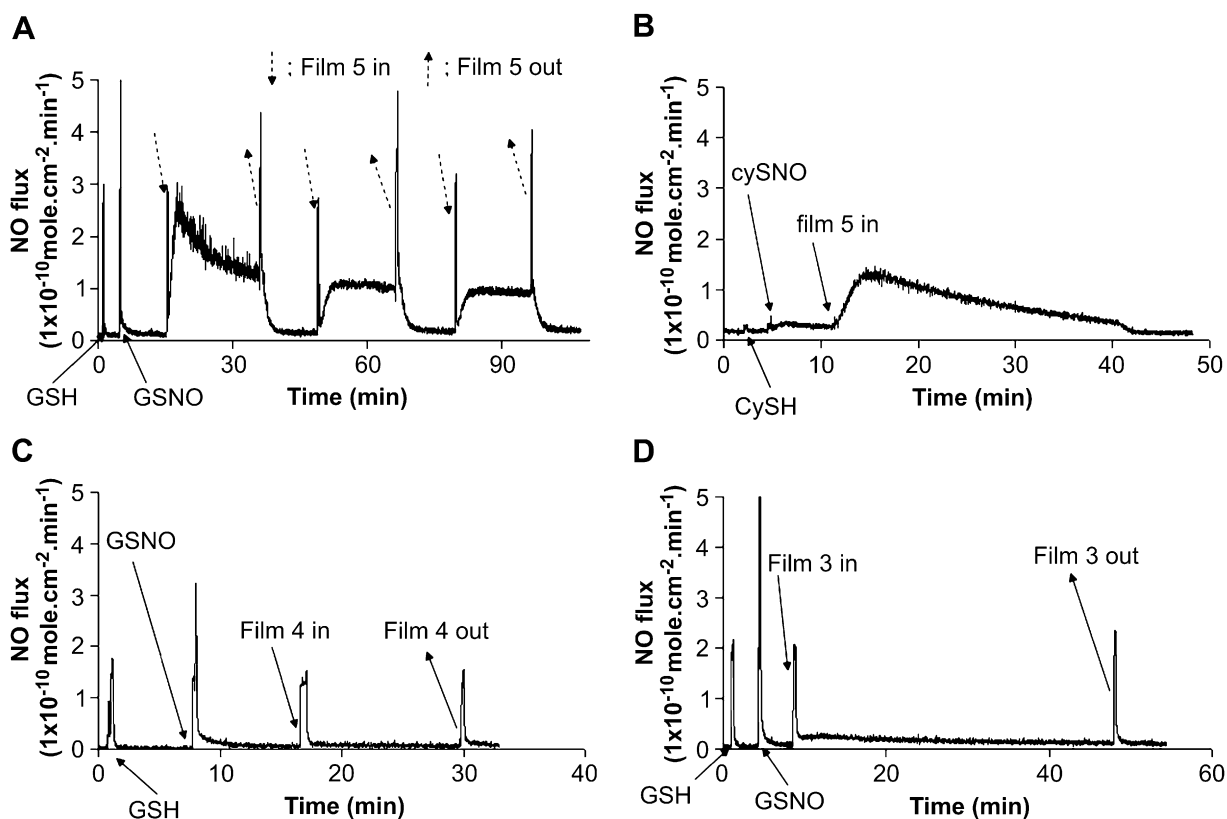 A
: Film 5 in
: Film 5 out
NO flux
(1x10-10mole.cm-2.min-1)
5
4
3
2
1
0
0
30
60
90
GSH
GSNO
Time (min)
B
NO flux
(1x10-10mole.cm-2.min-1)
5
4
3
2
1
0
cySNO
film 5 in
0
10
20
30
40
50
CySH
Time (min)
C
NO flux
(1x10-10mole.cm-2.min-1)
5
4
3
2
1
0
GSNO
Film 4 in
Film 4 out
0
10
20
30
40
GSH
Time (min)
D
NO flux
(1x10-10mole.cm-2.min-1)
5
4
3
2
1
0
Film 3 in
Film 3 out
0
20
40
60
GSH
GSNO
Time (min)